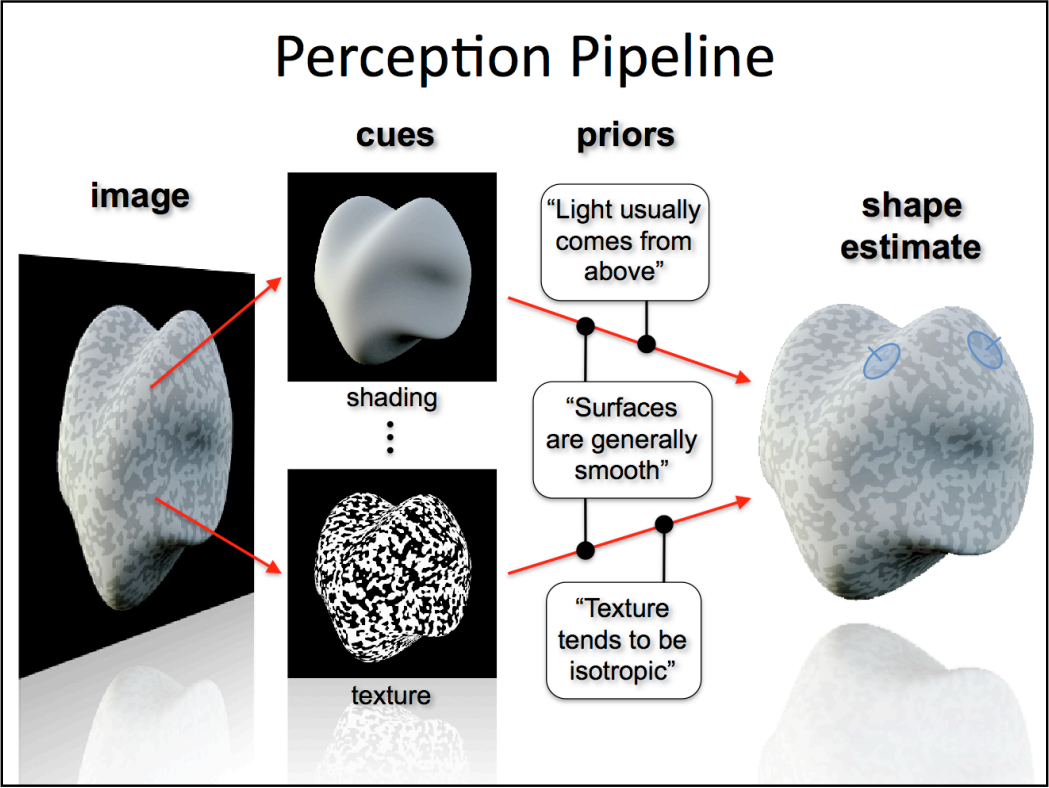 Perception Pipeline
image
cues
shading
texture
priors
“Light usually
comes from
above”
“Surfaces
are generally
smooth”
“Texture
tends to be
isotropic”
shape
estimate